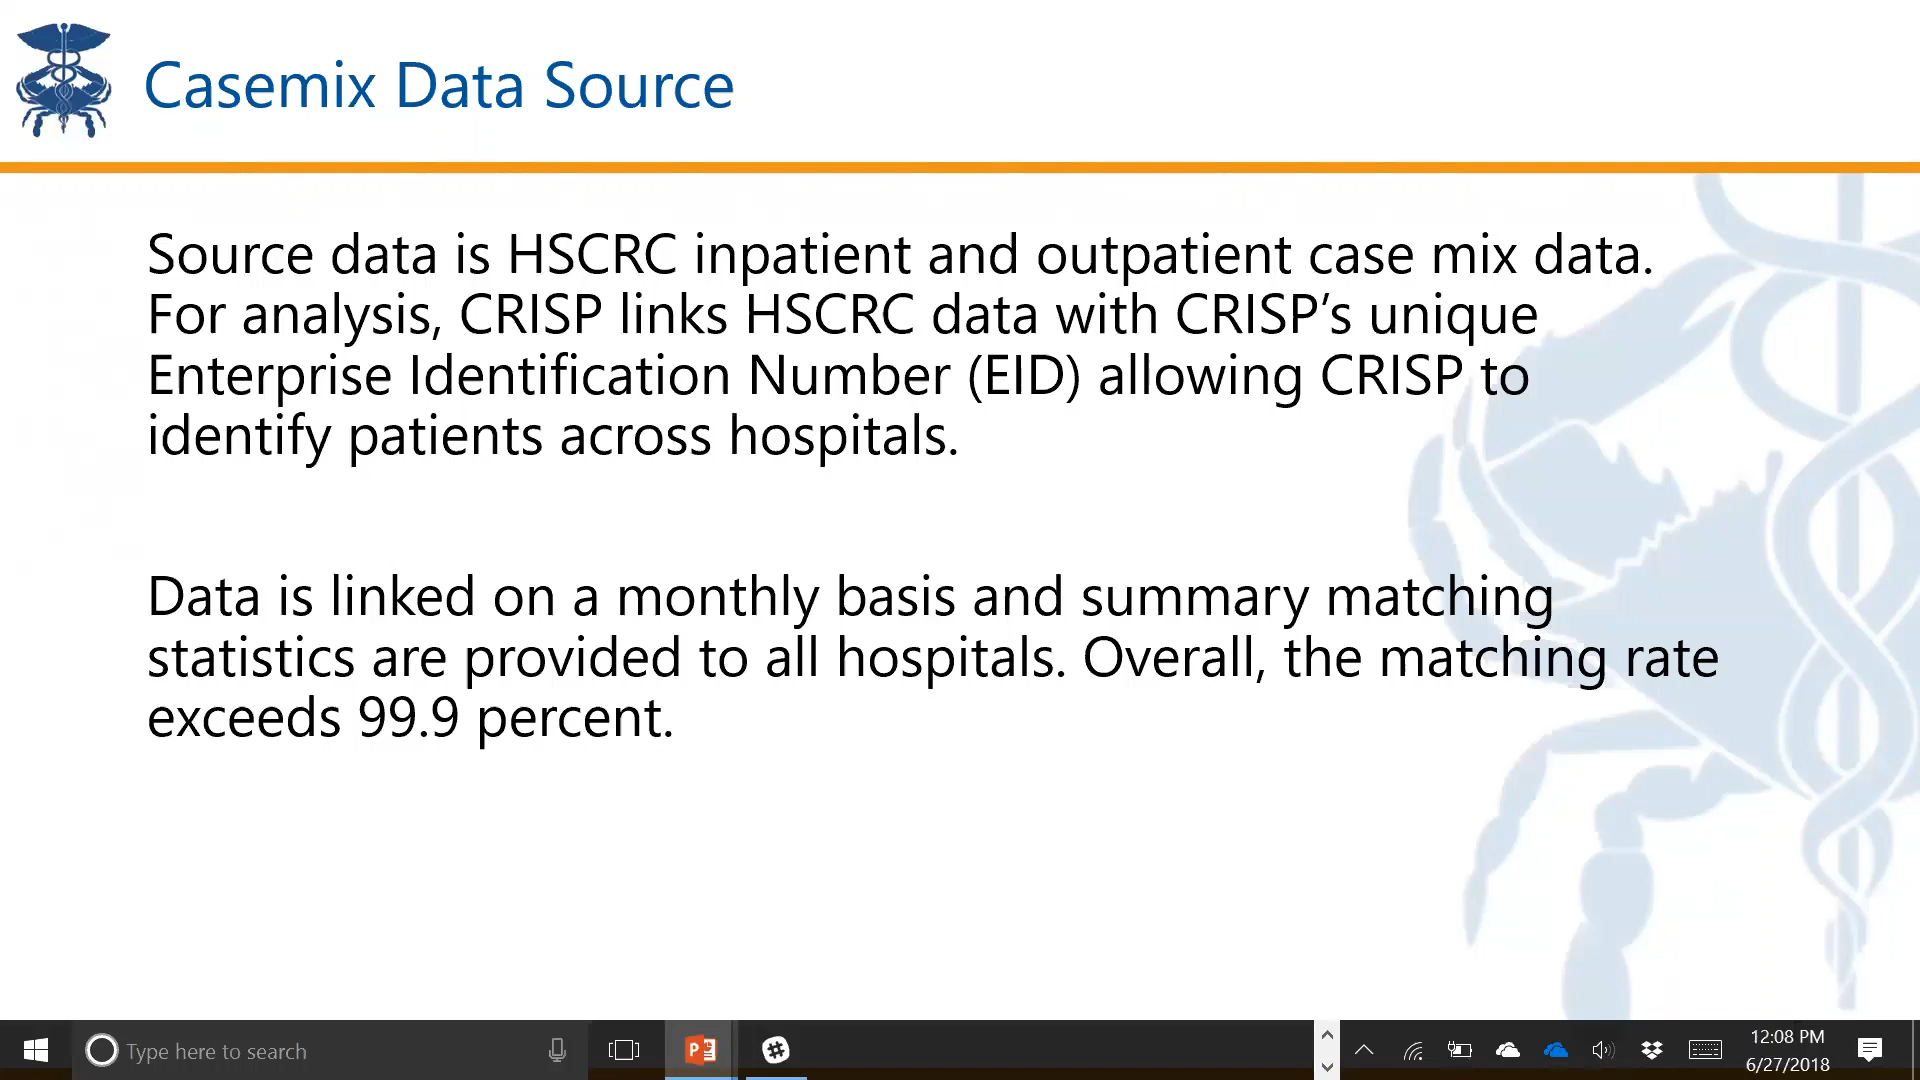 Casemix Data Source
Source data is HSCRC inpatient and outpatient case mix data.
For analysis, CRISP links HSCRC data with CRISP’s unique
Enterprise Identification Number (EID) allowing CRISP to
identify patients across hospitals.
Data is linked on a monthly basis and summary matching
statistics are provided to all hospitals. Overall, the matching rate
exceeds 99.9 percent.
Type here to search
12:08 PM
6/27/2018